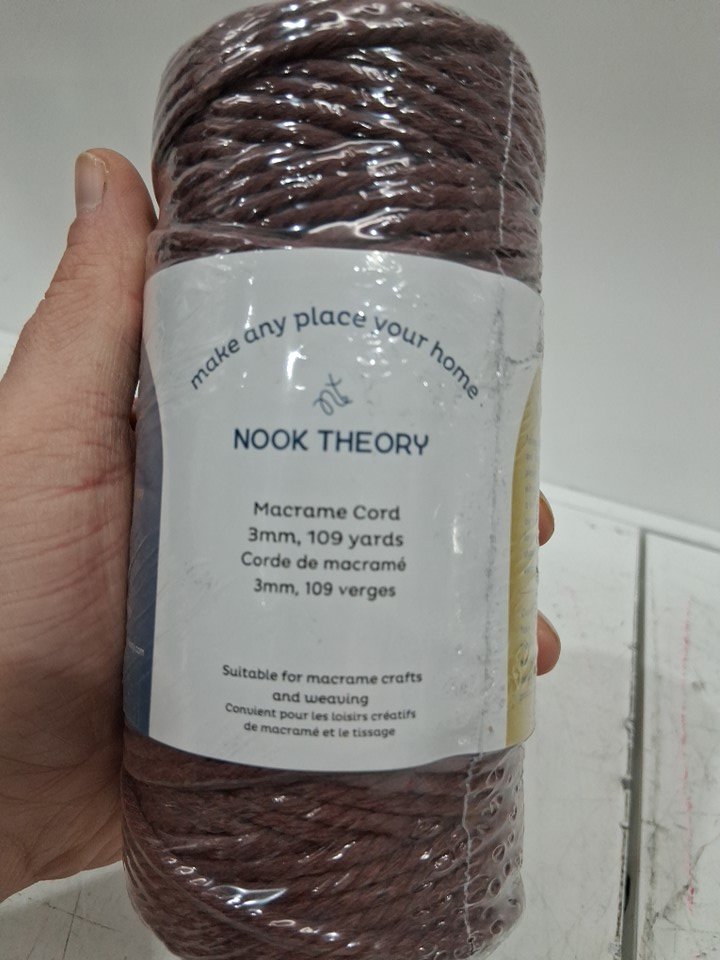 make any place your home
nt
NOOK THEORY
Macrame Cord
3mm, 109 yards
Corde de macramé
3mm, 109 verges
Suitable for macrame crafts
and weaving
Convient pour les loisirs créatifs
de macramé et le tissage